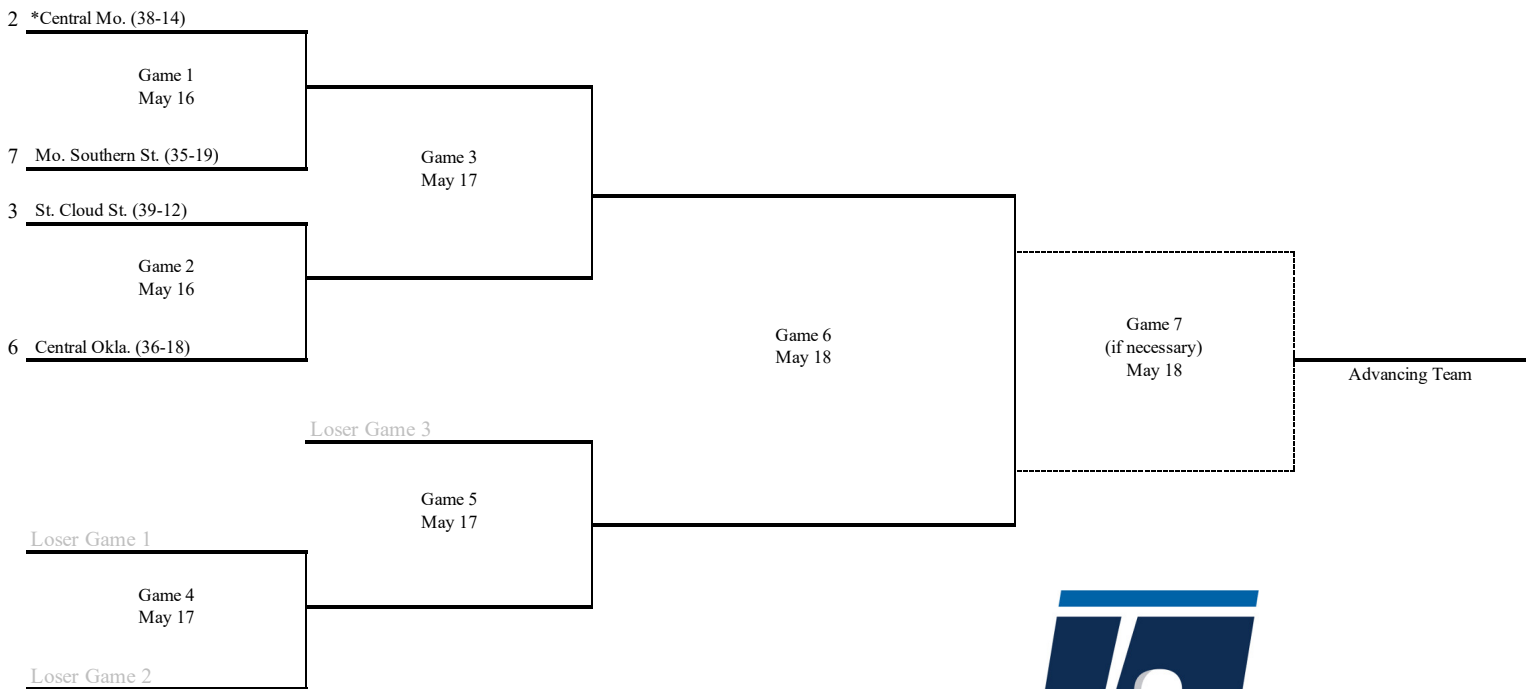 2 *Central Mo. (38-14)
Game 1
May 16
7 Mo. Southern St. (35-19)
Game 3
May 17
3 St. Cloud St. (39-12)
Game 2
May 16
6 Central Okla. (36-18)
Game 6
May 18
Game 7
(if necessary)
May 18
Advancing Team
Loser Game 3
Game 5
May 17
Loser Game 1
Game 4
May 17
Loser Game 2